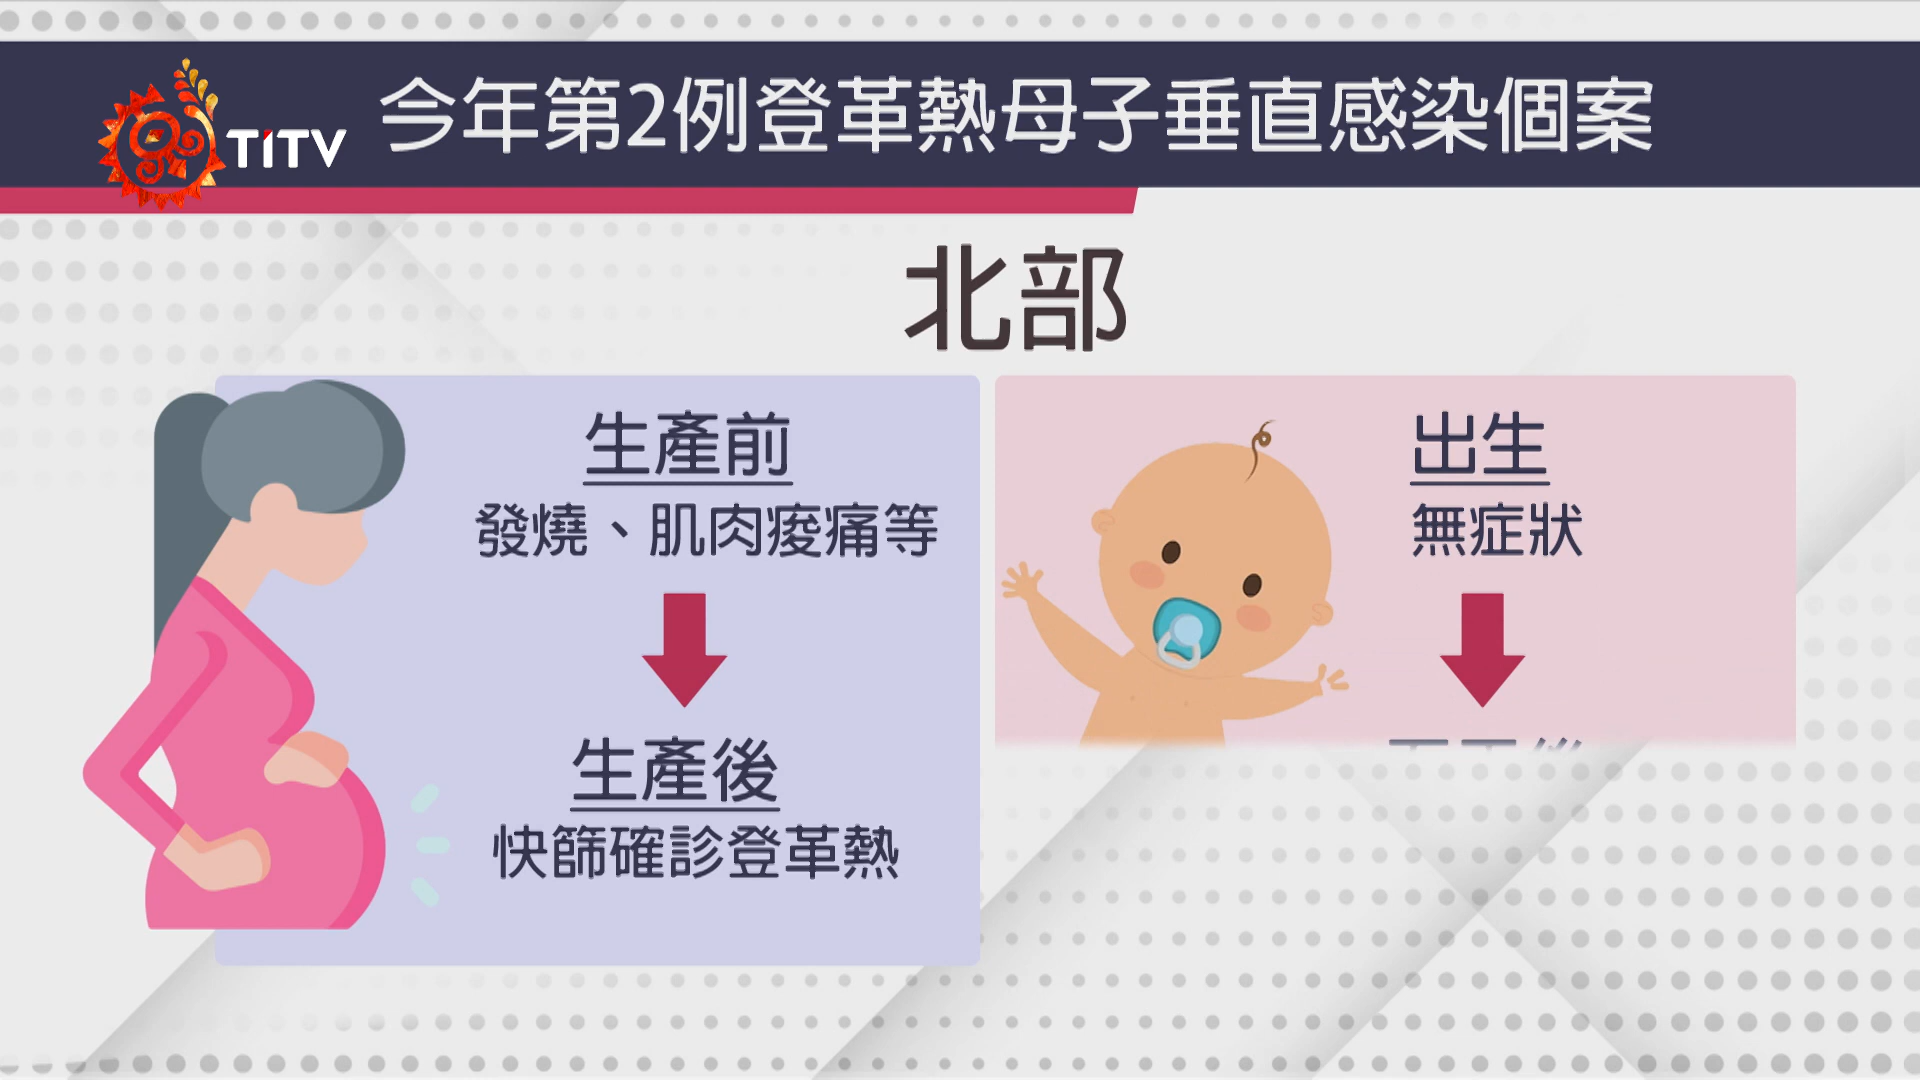 TiTV
今年第2例登革熱母子垂直感染個案
北部
生產前
發燒、肌肉痠痛等
生產後
快篩確診登革熱
出生
無症狀